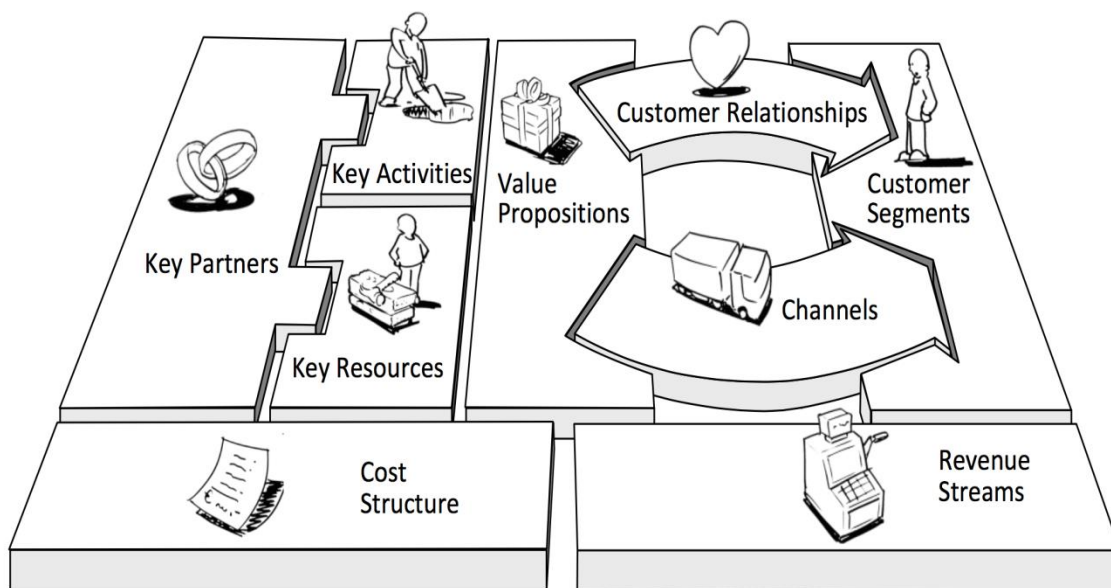 Key Partners
Key Activities
Key Resources
Value
Propositions
Customer Relationships
Channels
Customer
Segments
Cost
Structure
Revenue
Streams